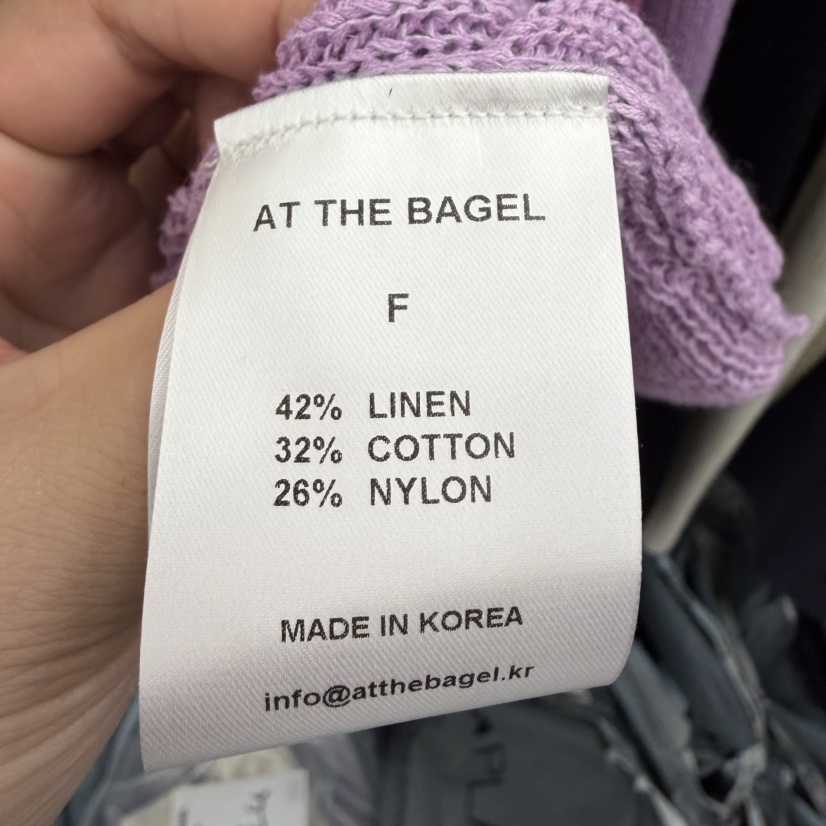 AT THE BAGEL
F
42% LINEN
32% COTTON
26% NYLON
MADE IN KOREA
info@atthebagel.kr